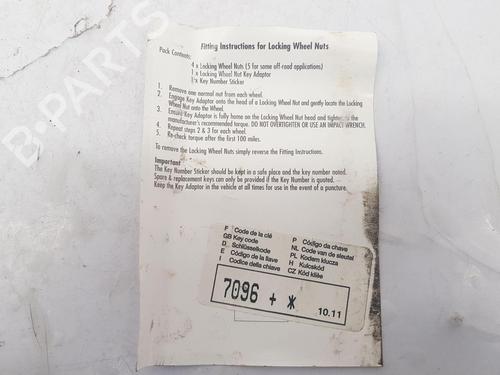 Fitting Instructions for Locking Wheel Nuts
Pack Contents:
4 x Locking Wheel Nuts (5 for some off-road applications)
1 x Locking Wheel Nut Key Adaptor
x Key Number Sticker
1. Remove one normal nut from each wheel.
2. Engage Key Adaptor onto the head of a Locking Wheel Nut and gently locate the Locking
Wheel Nut onto the wheel.
3. Ensure Key Adaptor is fully home on the Locking Wheel Nut head and tighten to the
manufacturer's recommended torque. DO NOT OVERTIGHTEN OR USE AN IMPACT WRENCH.
4. Repeat steps 2 & 3 for each wheel.
5. Re-check torque after the first 100 miles.
To remove the Locking Wheel Nuts simply reverse the Fitting Instructions.
Important
The Key Number Sticker should be kept in a safe place and the key number noted.
Spare & replacement keys can only be provided if the Key Number is quoted.
Keep the Key Adaptor in the vehicle at all times for use in the event of a puncture.
F Code de la clé
GB Key code
D Schlüsselkode
E Código de la llave
I Codice della chiave
P Código da chave
NL Code van de sleutel
PL Kodem klucza
H Kulcskód
CZ Kód klíče
7096 + *
10.11
B-PARTS